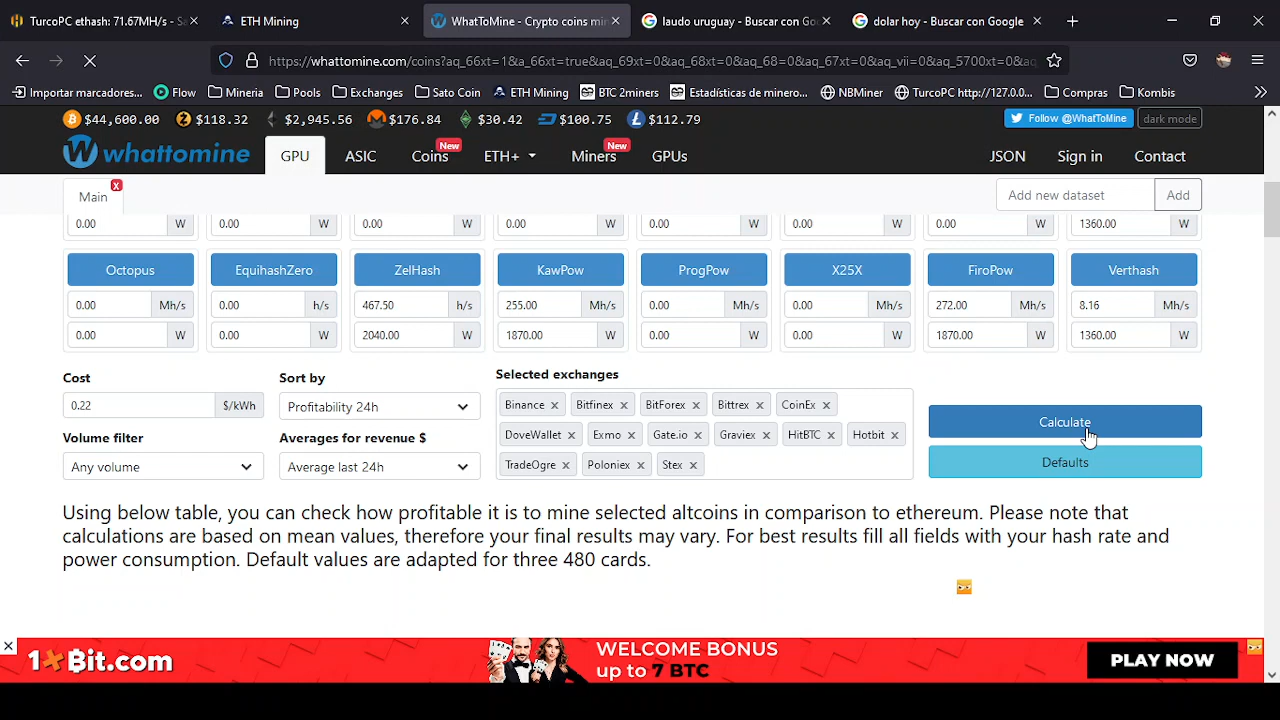 TurcoPC ethash: 71.67MH/s - Sa
ETH Mining
WhatToMine - Crypto coins min
laudo uruguay - Buscar con Go
dolar hoy - Buscar con Google
https://whattomine.com/coins?aq_66xt=1&a_66xt=true&aq_69xt=0&aq_68xt=0&aq_68=0&aq_67xt=0&aq_vii=0&aq_5700xt=0&aq
Importar marcadores...
Flow
Mineria
Pools
Exchanges
Sato Coin
ETH Mining
BTC 2miners
Estadísticas de minero...
NBMiner
TurcoPC http://127.0.0...
Compras
Kombis
$44,600.00 $118.32 $2,945.56 $176.84 $30.42 $100.75 $112.79
Follow @WhatToMine
dark mode
whattomine
GPU
ASIC
Coins
New
ETH+
Miners
New
GPUs
JSON
Sign in
Contact
Main
x
Add new dataset
Add
0.00 W 0.00 W 0.00 W 0.00 W 0.00 W 0.00 W 0.00 W 1360.00 W
Octopus EquihashZero ZelHash KawPow ProgPow X25X FiroPow Verthash
0.00 Mh/s 0.00 h/s 467.50 h/s 255.00 Mh/s 0.00 Mh/s 0.00 Mh/s 272.00 Mh/s 8.16 Mh/s
0.00 W 0.00 W 2040.00 W 1870.00 W 0.00 W 0.00 W 1870.00 W 1360.00 W
Cost
0.22 $/kWh
Sort by
Profitability 24h
Volume filter
Any volume
Averages for revenue $
Average last 24h
Selected exchanges
Binance × Bitfinex × BitForex × Bittrex × CoinEx ×
DoveWallet × Exmo × Gate.io × Graviex × HitBTC × Hotbit ×
TradeOgre × Poloniex × Stex ×
Calculate
Defaults
Using below table, you can check how profitable it is to mine selected altcoins in comparison to ethereum. Please note that
calculations are based on mean values, therefore your final results may vary. For best results fill all fields with your hash rate and
power consumption. Default values are adapted for three 480 cards.
1xBit.com
WELCOME BONUS
up to 7 BTC
PLAY NOW